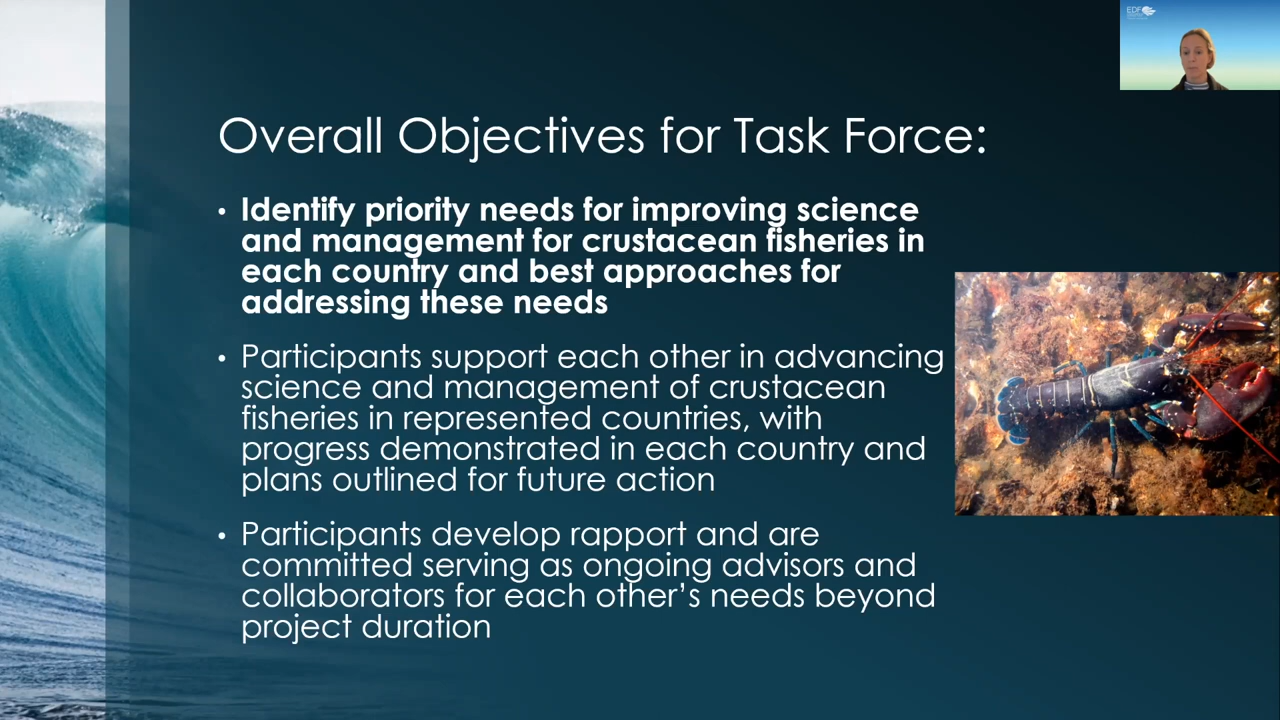 EDF
Overall Objectives for Task Force:
• Identify priority needs for improving science
and management for crustacean fisheries in
each country and best approaches for
addressing these needs
• Participants support each other in advancing
science and management of crustacean
fisheries in represented countries, with
progress demonstrated in each country and
plans outlined for future action
• Participants develop rapport and are
committed serving as ongoing advisors and
collaborators for each other’s needs beyond
project duration